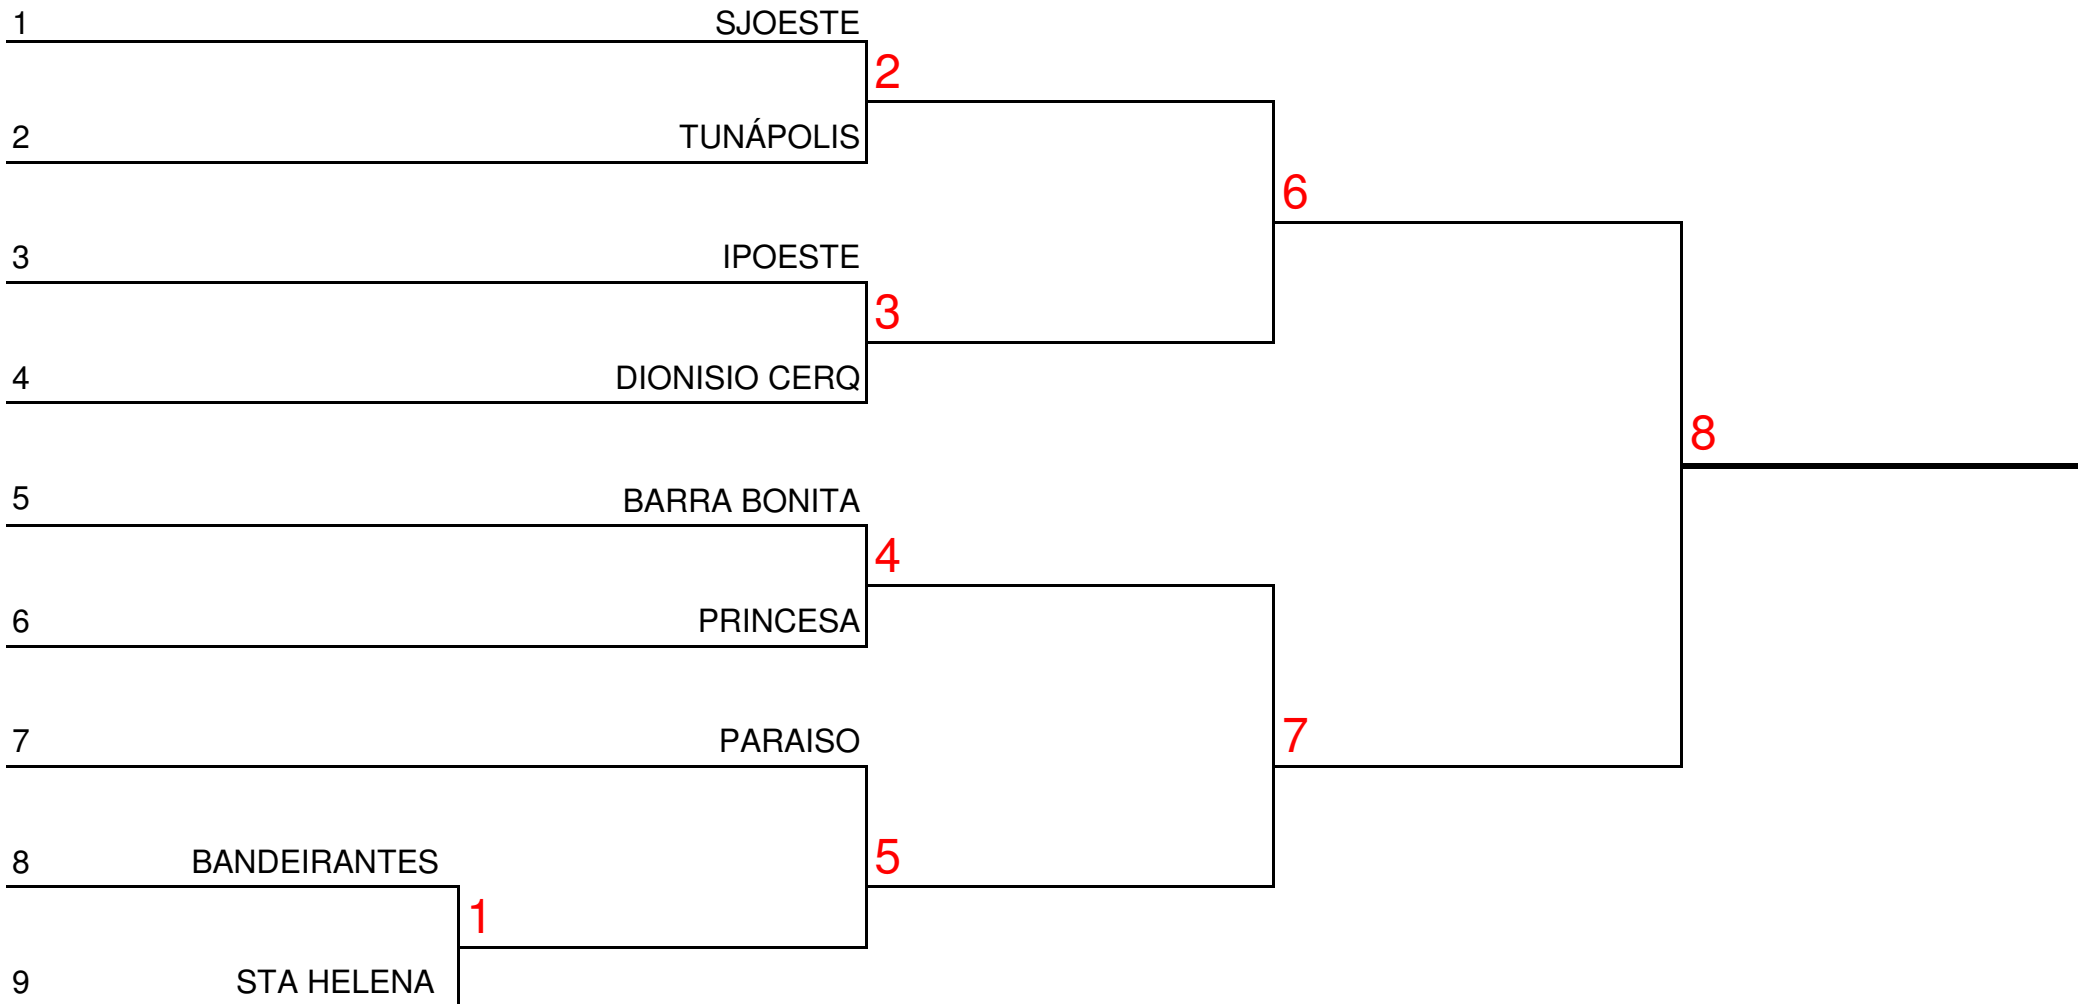 1 SJOESTE
2
2 TUNÁPOLIS
6
3 IPOESTE
3
4 DIONISIO CERQ
8
5 BARRA BONITA
4
6 PRINCESA
7 PARAISO
7
8 BANDEIRANTES
5
1
9 STA HELENA